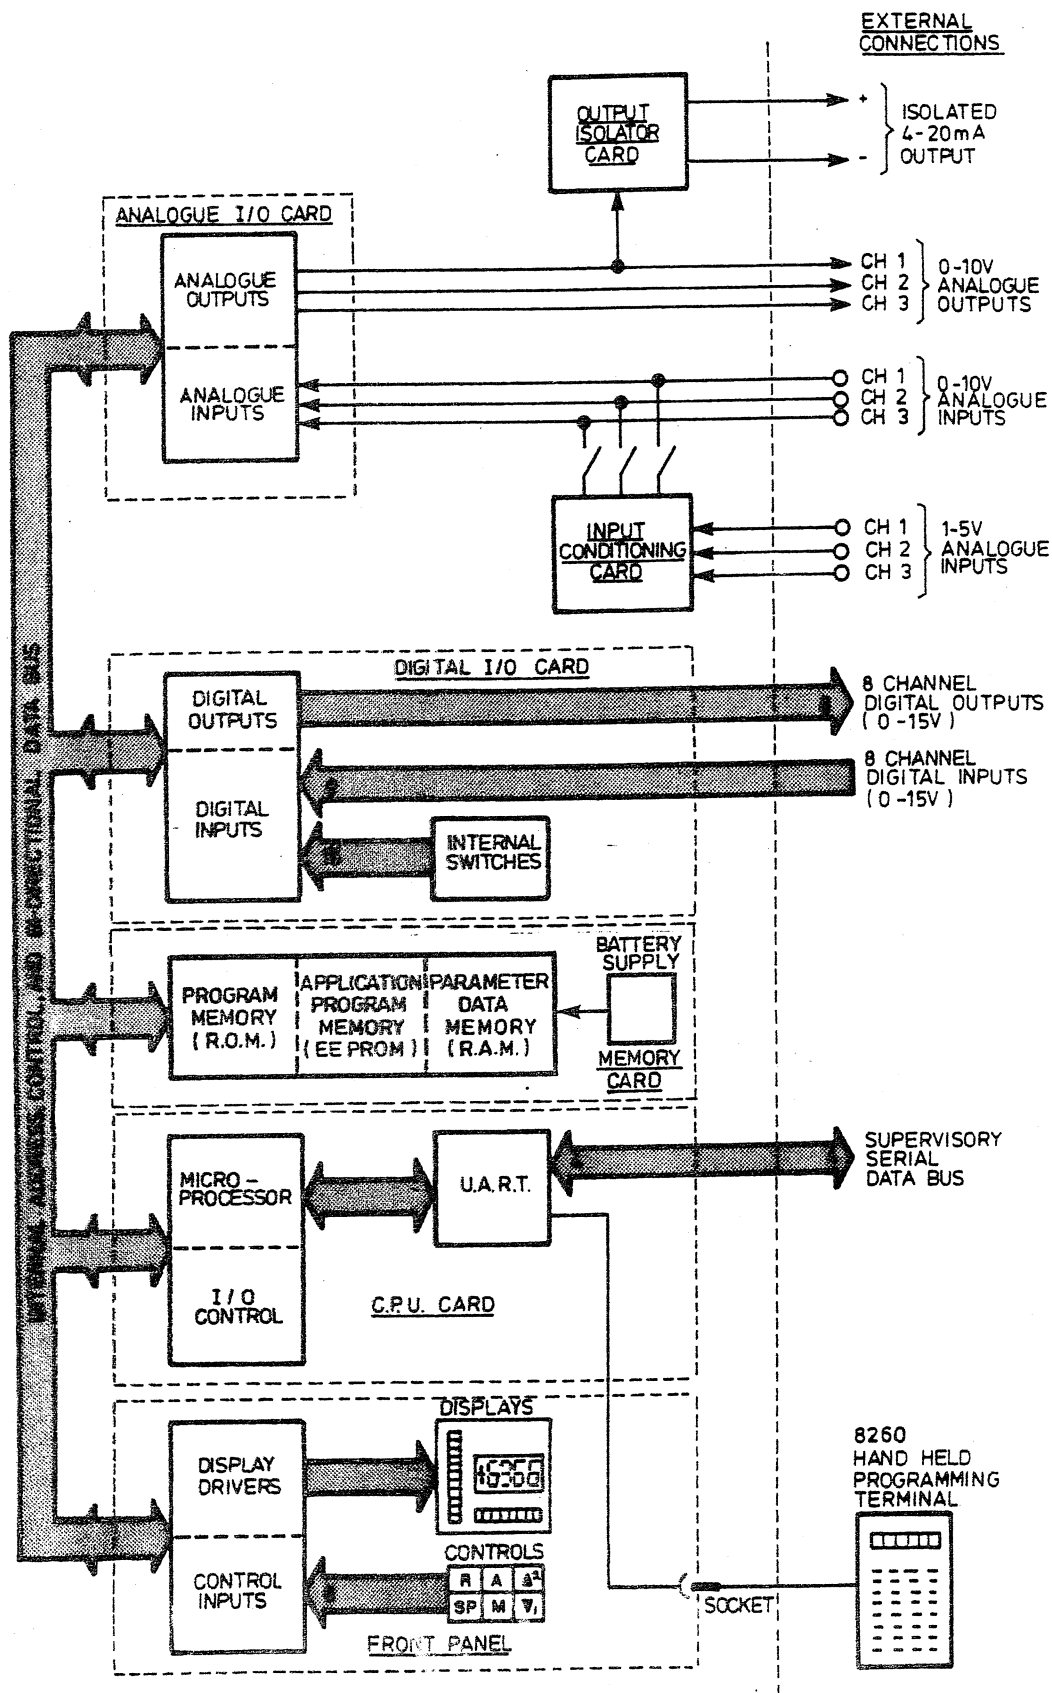 EXTERNAL
CONNECTIONS
OUTPUT
ISOLATOR
CARD
+
-
ISOLATED
4-20mA
OUTPUT
ANALOGUE I/O CARD
ANALOGUE
OUTPUTS
ANALOGUE
INPUTS
CH 1
CH 2
CH 3
0-10V
ANALOGUE
OUTPUTS
CH 1
CH 2
CH 3
0-10V
ANALOGUE
INPUTS
INPUT
CONDITIONING
CARD
CH 1
CH 2
CH 3
1-5V
ANALOGUE
INPUTS
INTERNAL ADDRESS CONTROL, AND BI-DIRECTIONAL DATA BUS
DIGITAL I/O CARD
DIGITAL
OUTPUTS
DIGITAL
INPUTS
INTERNAL
SWITCHES
8 CHANNEL
DIGITAL OUTPUTS
(0-15V)
8 CHANNEL
DIGITAL INPUTS
(0-15V)
PROGRAM
MEMORY
(R.O.M.)
APPLICATION
PROGRAM
MEMORY
(EEPROM)
PARAMETER
DATA
MEMORY
(R.A.M.)
BATTERY
SUPPLY
MEMORY
CARD
MICRO-
PROCESSOR
I/O
CONTROL
U.A.R.T.
C.P.U. CARD
SUPERVISORY
SERIAL
DATA BUS
DISPLAY
DRIVERS
CONTROL
INPUTS
DISPLAYS
CONTROLS
R A
SP M
FRONT PANEL
SOCKET
8260
HAND HELD
PROGRAMMING
TERMINAL